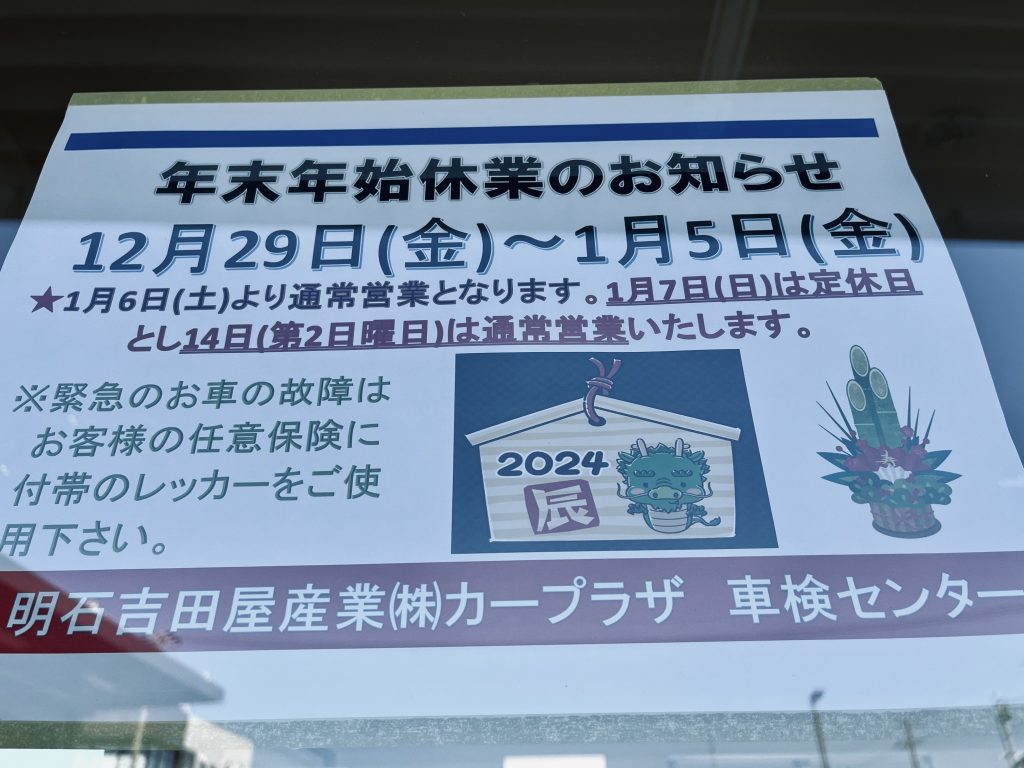 年末年始休業のお知らせ
12月29日(金)～1月5日(金)
★1月6日(土)より通常営業となります。1月7日(日)は定休日
とし14日(第2日曜日)は通常営業いたします。
※緊急のお車の故障は
お客様の任意保険に
付帯のレッカーをご使
用下さい。
2024
辰
寿
明石吉田屋産業㈱カープラザ　車検センター